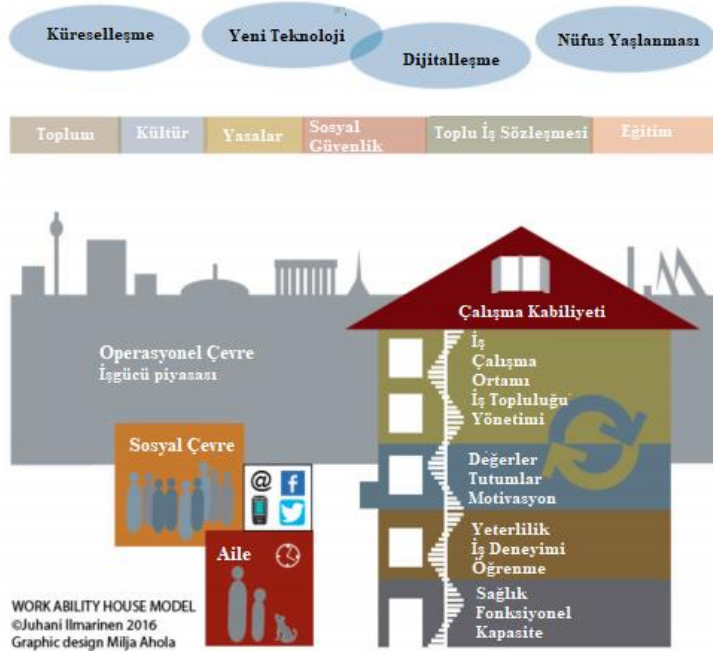 Küreselleşme
Yeni Teknoloji
Dijitalleşme
Nüfus Yaşlanması
Toplum
Kültür
Yasalar
Sosyal
Güvenlik
Toplu İş Sözleşmesi
Eğitim
Çalışma Kabiliyeti
İş
Çalışma
Ortamı
İş Topluluğu
Yönetimi
Operasyonel Çevre
İşgücü piyasası
Sosyal Çevre
@
f
Değerler
Tutumlar
Motivasyon
Aile
Yeterlilik
İş Deneyimi
Öğrenme
Sağlık
Fonksiyonel
Kapasite
WORK ABILITY HOUSE MODEL
©Juhani Ilmarinen 2016
Graphic design Milja Ahola